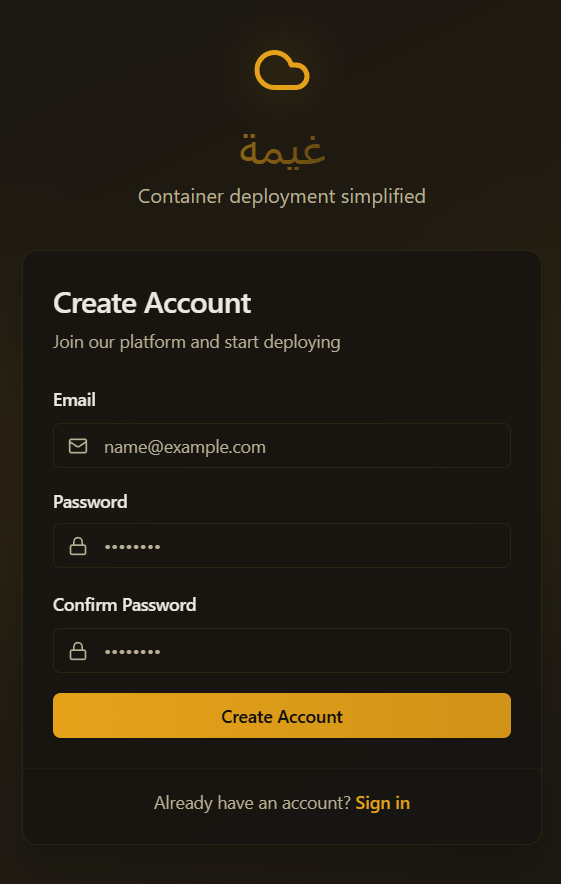 غيمة
Container deployment simplified
Create Account
Join our platform and start deploying
Email
name@example.com
Password
••••••••
Confirm Password
••••••••
Create Account
Already have an account? Sign in